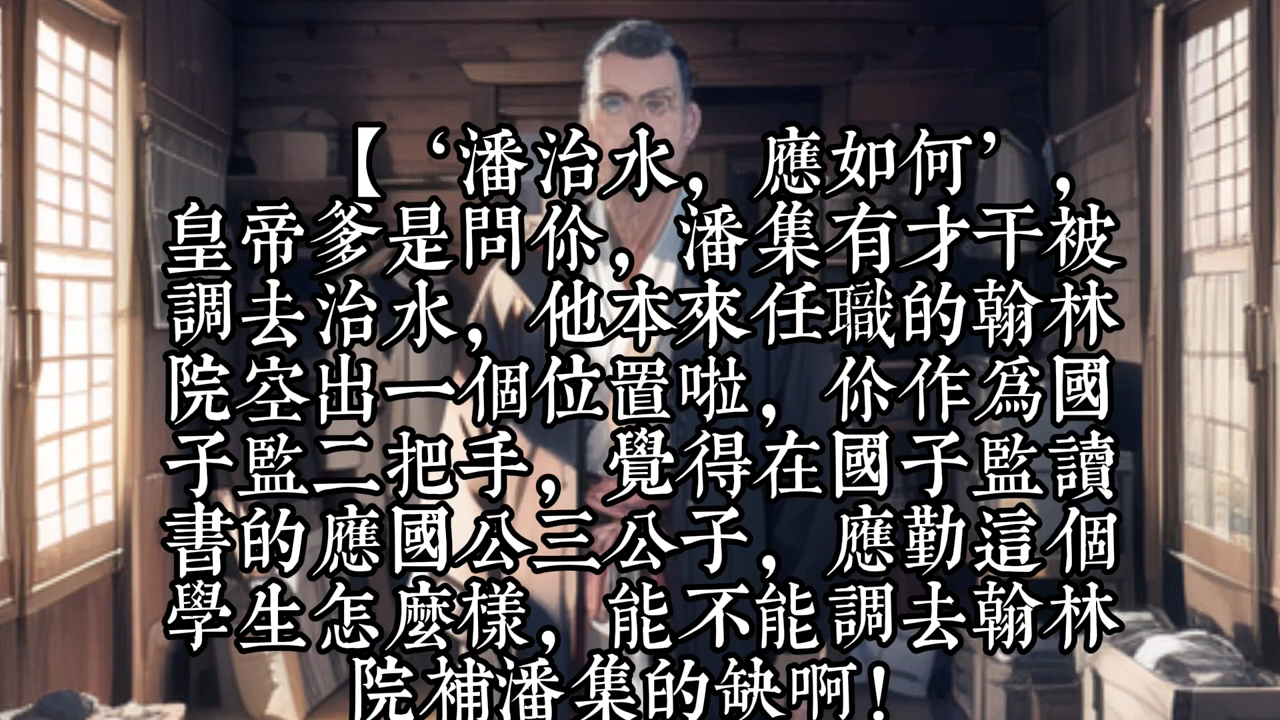 【‘潘治水，應如何’，
皇帝爹是問你，潘集有才干被
調去治水，他本來任職的翰林
院空出一個位置啦，你作爲國
子監二把手，覺得在國子監讀
書的應國公三公子，應勤這個
學生怎麽樣，能不能調去翰林
院補潘集的缺啊！